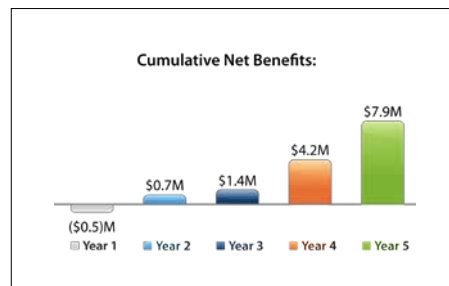 Cumulative Net Benefits:
$7.9M
$4.2M
$1.4M
$0.7M
($0.5)M
Year 1 Year 2 Year 3 Year 4 Year 5